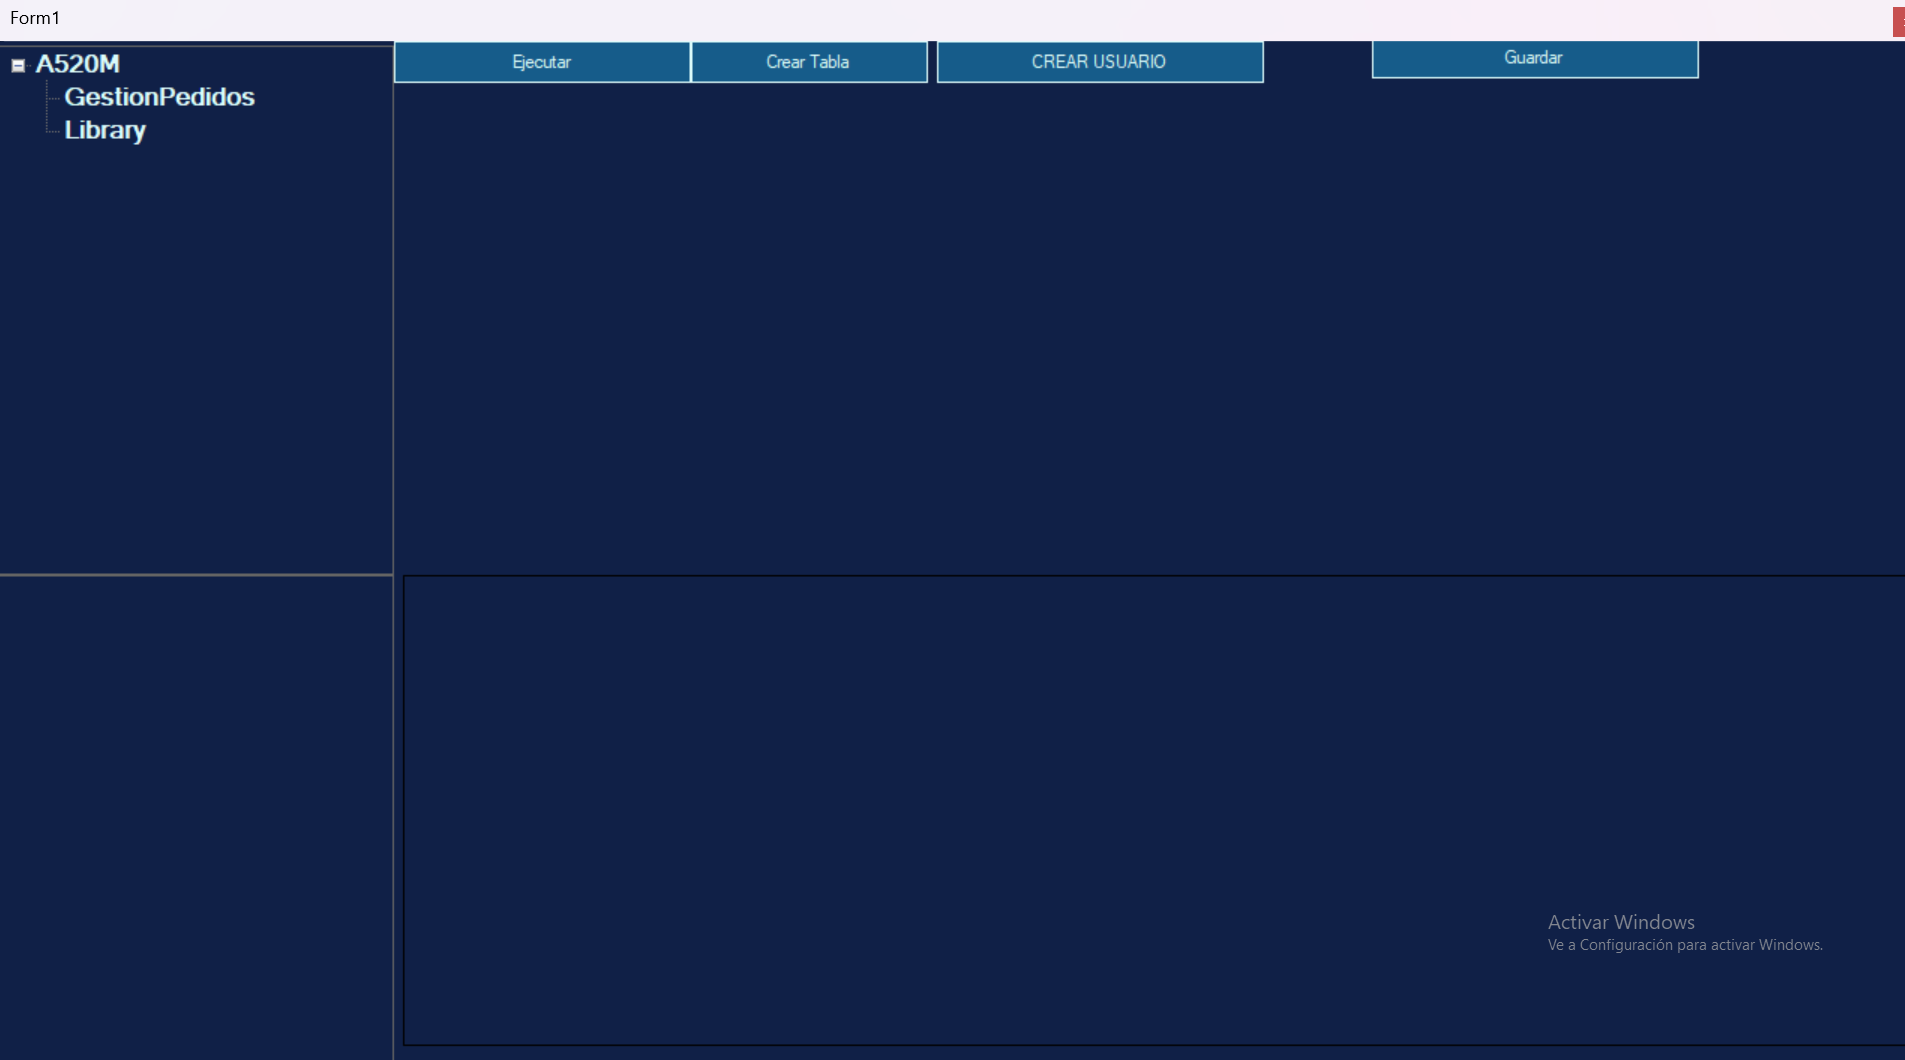 Form1
A520M
GestionPedidos
Library
Ejecutar
Crear Tabla
CREAR USUARIO
Guardar
Activar Windows
Ve a Configuración para activar Windows.